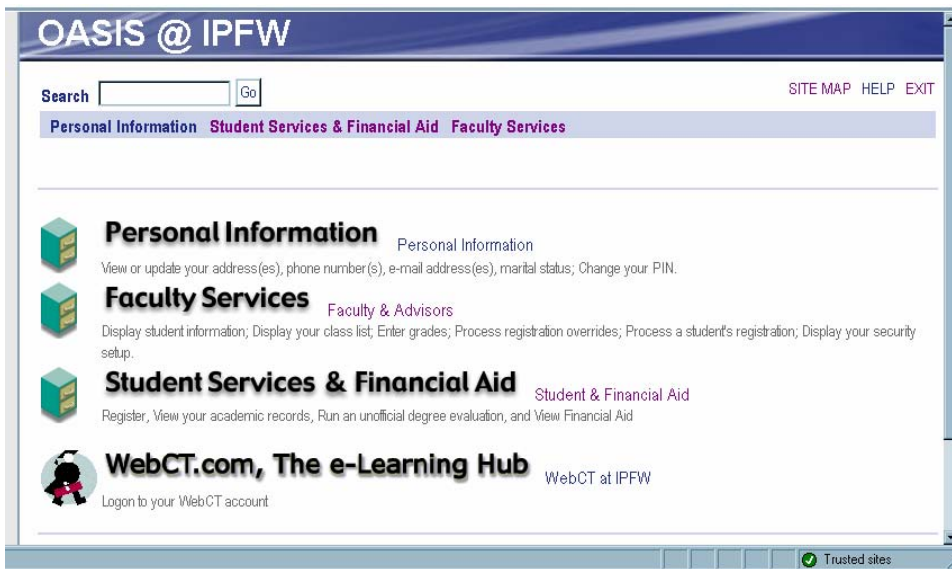 OASIS @ IPFW
Search Go SITE MAP HELP EXIT
Personal Information Student Services & Financial Aid Faculty Services
Personal Information Personal Information
View or update your address(es), phone number(s), e-mail address(es), marital status; Change your PIN.
Faculty Services Faculty & Advisors
Display student information; Display your class list; Enter grades; Process registration overrides; Process a student's registration; Display your security
setup.
Student Services & Financial Aid Student & Financial Aid
Register, View your academic records, Run an unofficial degree evaluation, and View Financial Aid
WebCT.com, The e-Learning Hub WebCT at IPFW
Logon to your WebCT account
Trusted sites